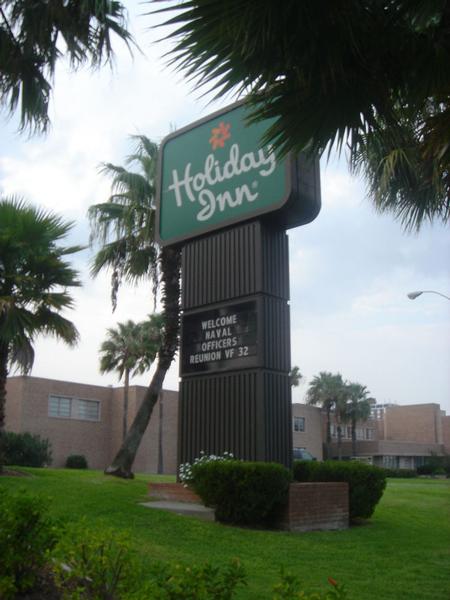 Holiday
Inn®
WELCOME
NAVAL
OFFICERS
REUNION VF 32